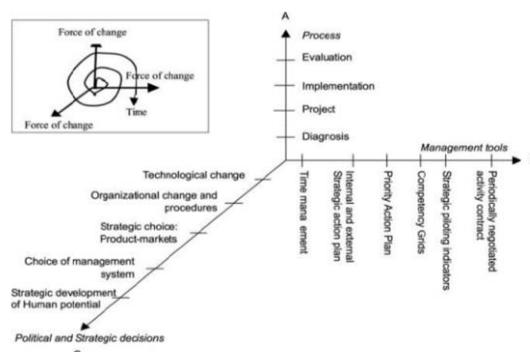 Force of change
Force of change
Time
Force of change
A
Process
Evaluation
Implementation
Project
Diagnosis
Management tools
Time mana ement
Internal and external
Strategic action plan
Priority Action Plan
Competency Grids
Strategic piloting indicators
Periodically negotiated
activity contract
Technological change
Organizational change and
procedures
Strategic choice:
Product-markets
Choice of management
system
Strategic development
of Human potential
Political and Strategic decisions